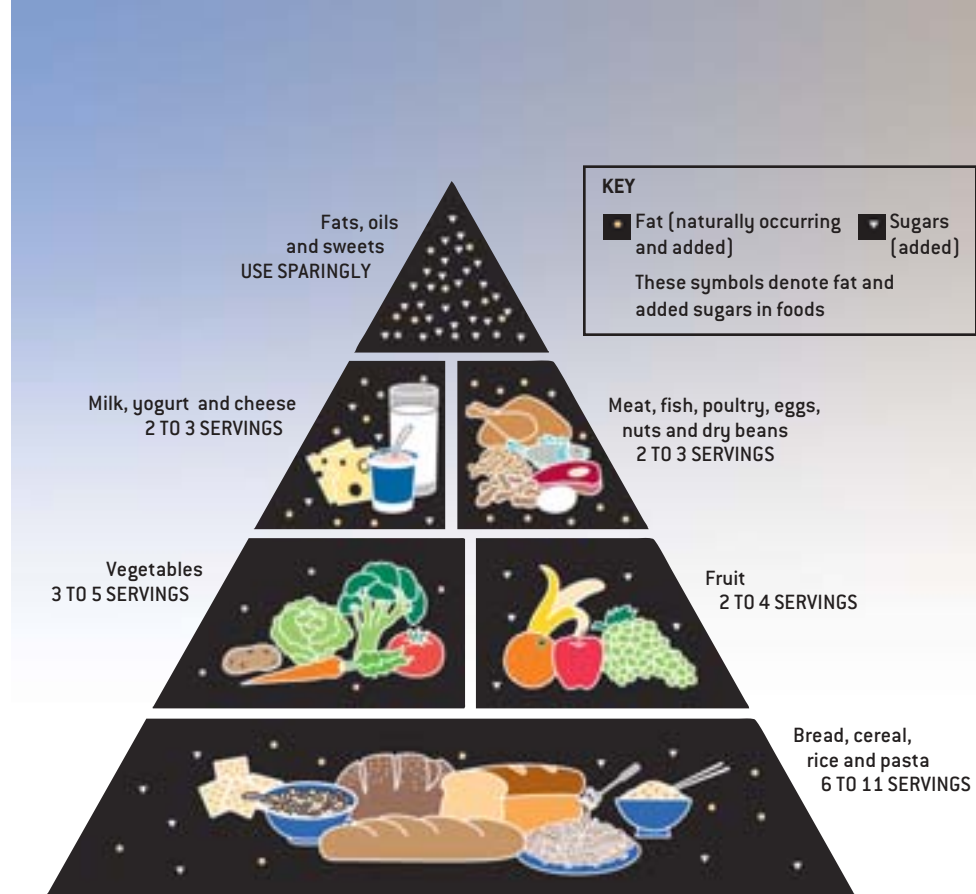 Fats, oils
and sweets
USE SPARINGLY
KEY
Fat (naturally occurring
and added)
Sugars
(added)
These symbols denote fat and
added sugars in foods
Milk, yogurt and cheese
2 TO 3 SERVINGS
Meat, fish, poultry, eggs,
nuts and dry beans
2 TO 3 SERVINGS
Vegetables
3 TO 5 SERVINGS
Fruit
2 TO 4 SERVINGS
Bread, cereal,
rice and pasta
6 TO 11 SERVINGS